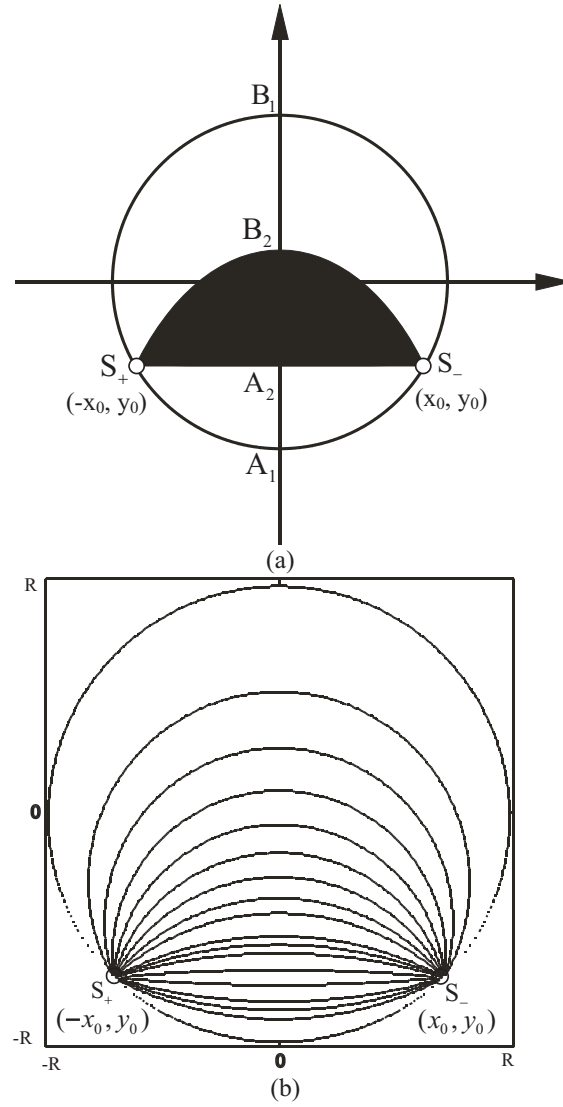 B₁
B₂
S₊ S₋
(-x₀, y₀) A₂ (x₀, y₀)
A₁
(a)
R
0
S₊ S₋
(−x₀, y₀) (x₀, y₀)
-R
-R 0 R
(b)